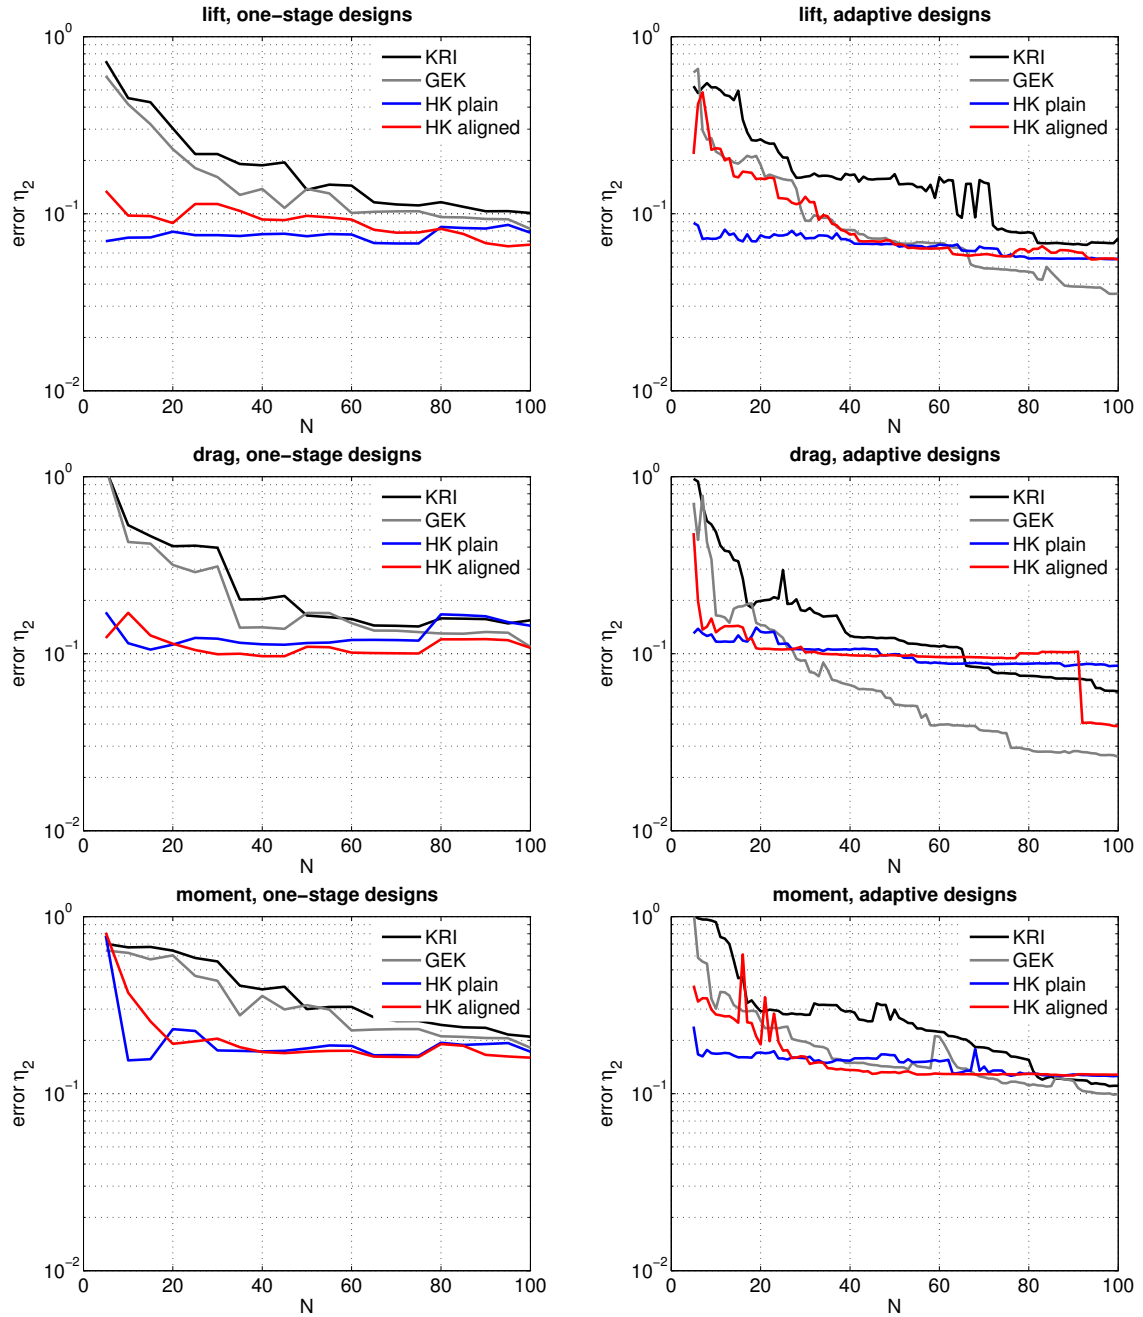 lift, one−stage designs
10^0
10^−1
10^−2
error η_2
0 20 40 60 80 100
N
KRI
GEK
HK plain
HK aligned
lift, adaptive designs
10^0
10^−1
10^−2
error η_2
0 20 40 60 80 100
N
KRI
GEK
HK plain
HK aligned
drag, one−stage designs
10^0
10^−1
10^−2
error η_2
0 20 40 60 80 100
N
KRI
GEK
HK plain
HK aligned
drag, adaptive designs
10^0
10^−1
10^−2
error η_2
0 20 40 60 80 100
N
KRI
GEK
HK plain
HK aligned
moment, one−stage designs
10^0
10^−1
10^−2
error η_2
0 20 40 60 80 100
N
KRI
GEK
HK plain
HK aligned
moment, adaptive designs
10^0
10^−1
10^−2
error η_2
0 20 40 60 80 100
N
KRI
GEK
HK plain
HK aligned